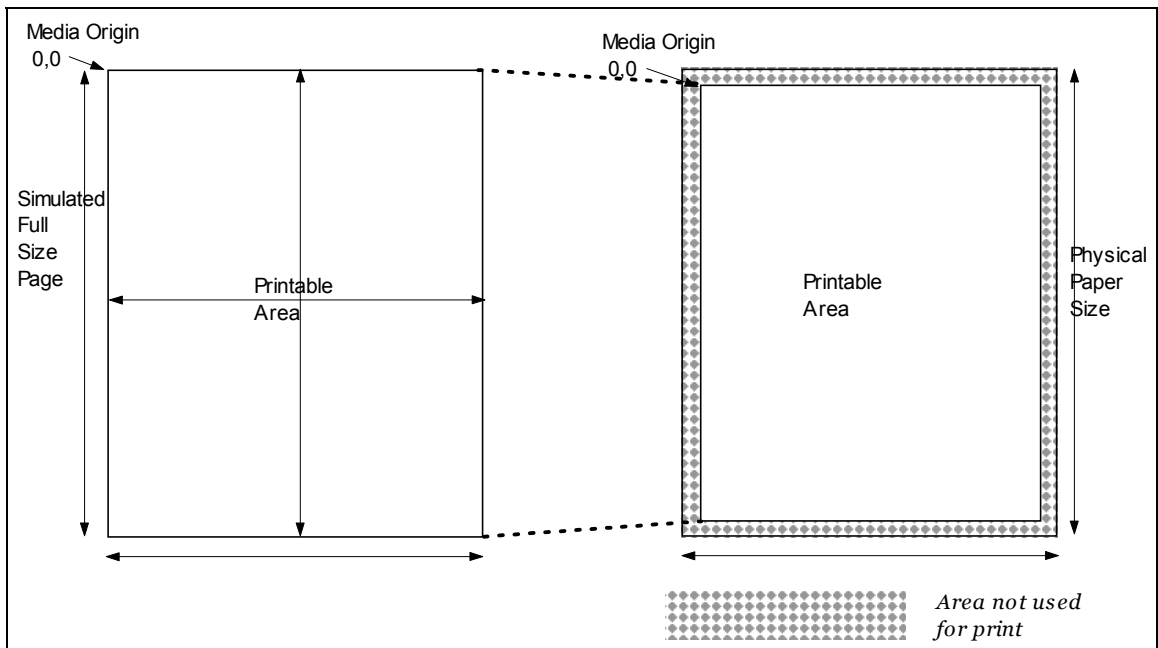 Media Origin
0,0
Simulated
Full
Size
Page
Printable
Area
Media Origin
0,0
Printable
Area
Physical
Paper
Size
Area not used
for print